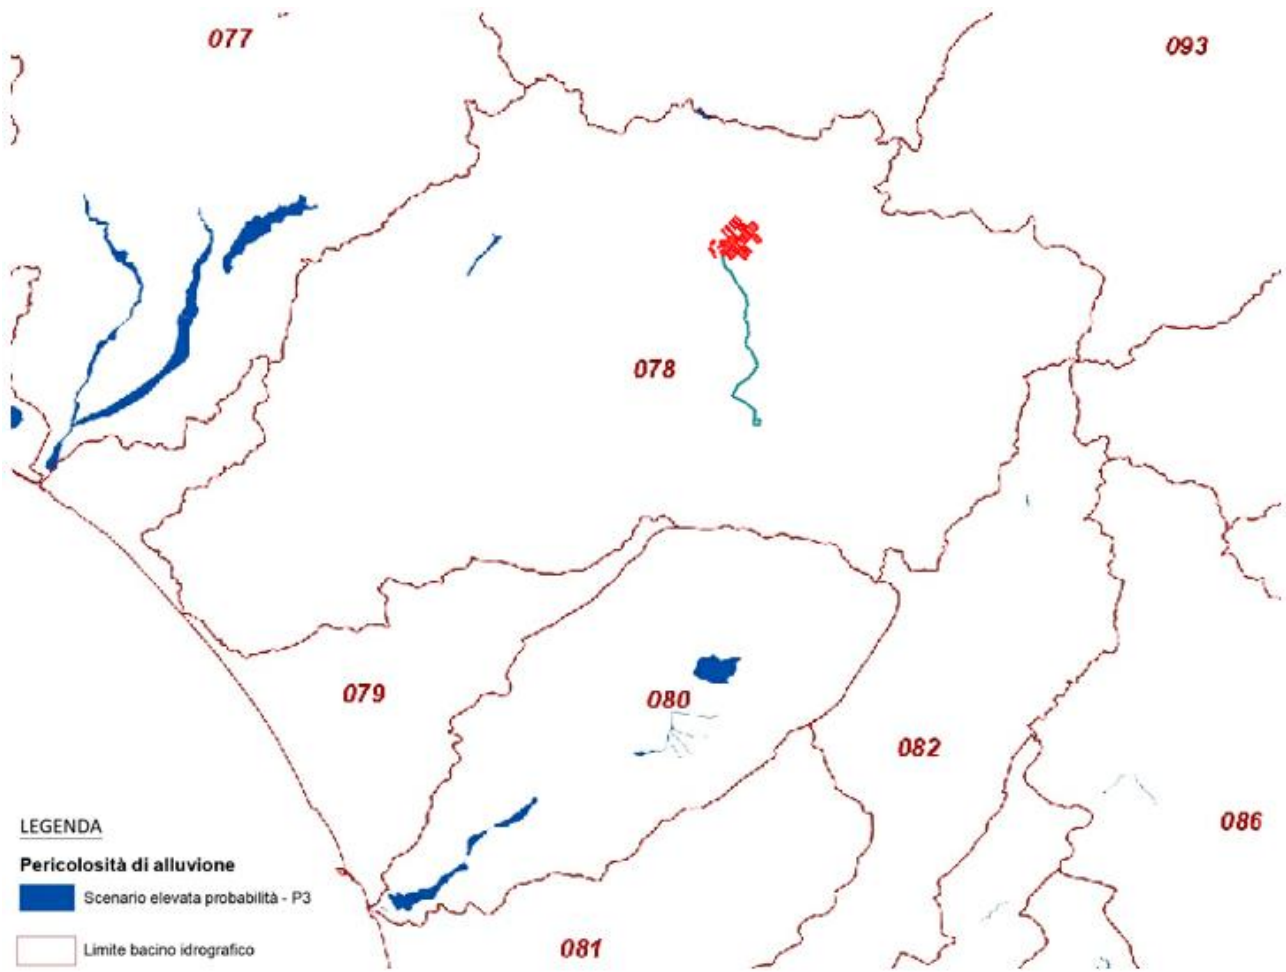 077
093
078
079
080
082
086
081
LEGENDA
Pericolosità di alluvione
Scenario elevata probabilità - P3
Limite bacino idrografico